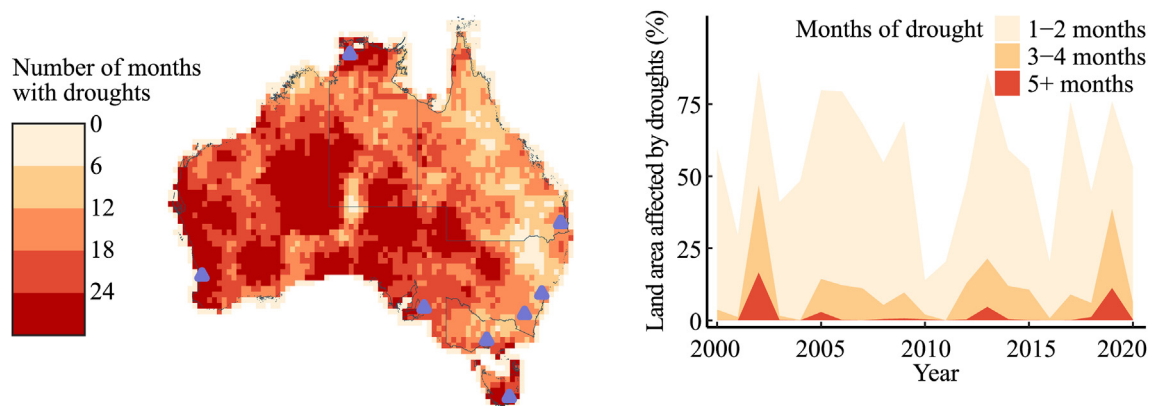 Number of months
with droughts
0
6
12
18
24
Land area affected by droughts (%)
75
50
2.25
0
Months of drought
1−2 months
3−4 months
5+ months
2000
2005
2010
2015
2020
Year